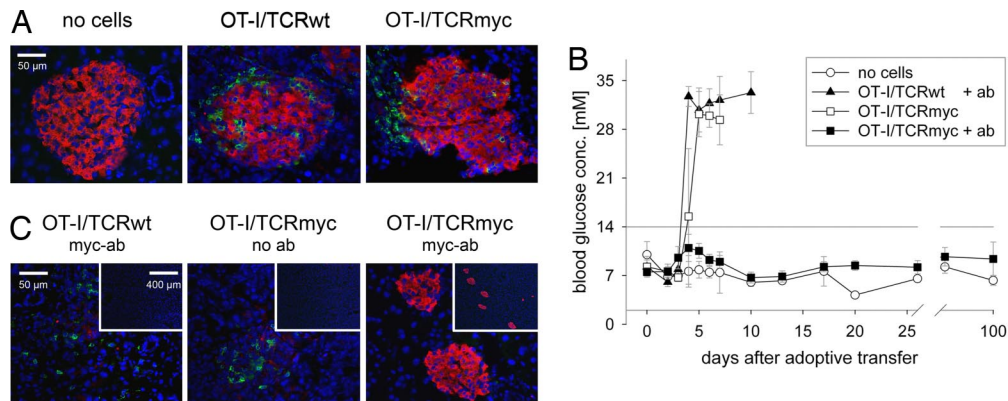 A
no cells
OT-I/TCRwt
OT-I/TCRmyc
50 µm
C
OT-I/TCRwt
myc-ab
OT-I/TCRmyc
no ab
OT-I/TCRmyc
myc-ab
50 µm
400 µm
B
no cells
OT-I/TCRwt + ab
OT-I/TCRmyc
OT-I/TCRmyc + ab
blood glucose conc. [mM]
35
28
21
14
7
0
0 5 10 15 20 25 100
days after adoptive transfer